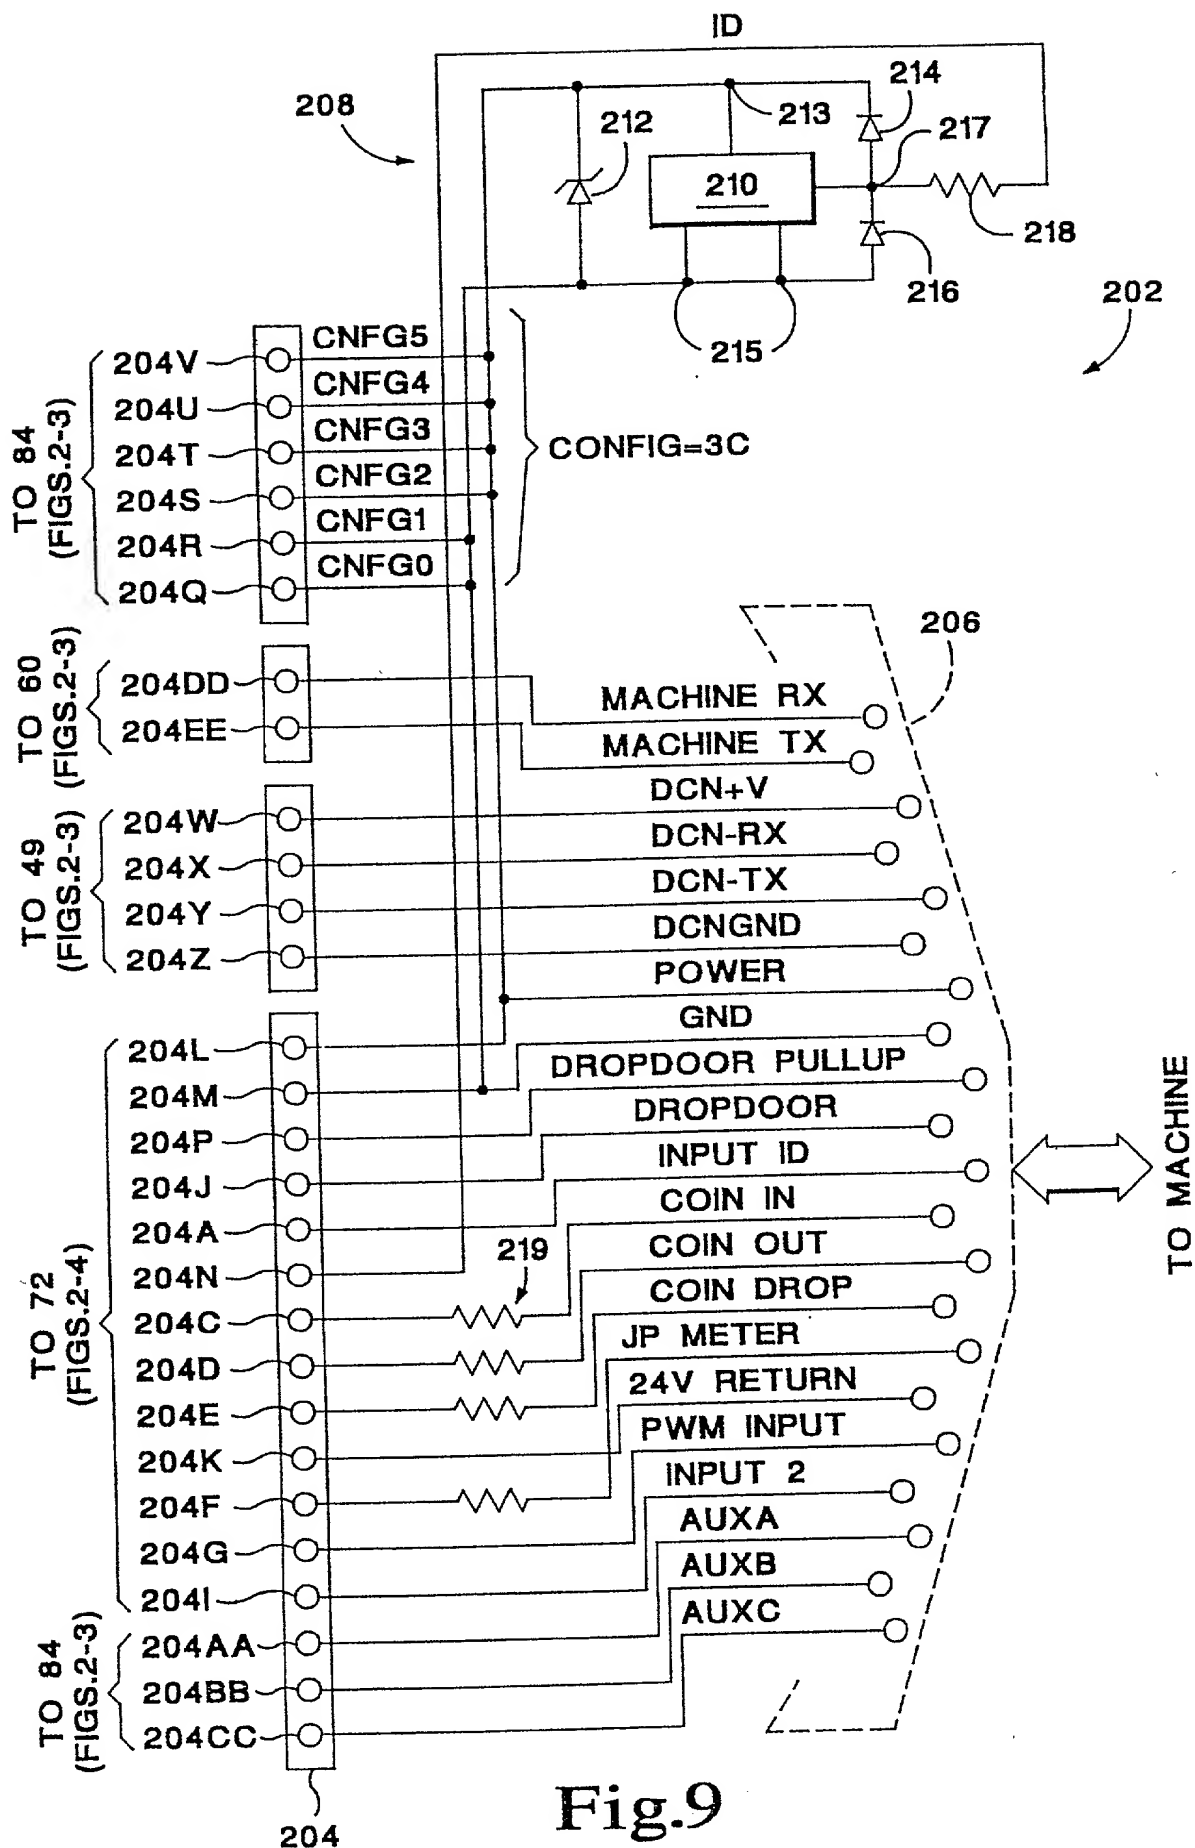 ID
208
212
213
214
217
210
218
216
215
202
CNFG5
204V
CNFG4
204U
CNFG3
204T
CNFG2
204S
CNFG1
204R
CNFG0
204Q
CONFIG=3C
TO 84
(FIGS.2-3)
206
TO 60
(FIGS.2-3)
204DD
MACHINE RX
204EE
MACHINE TX
TO 49
(FIGS.2-3)
204W
DCN+V
204X
DCN-RX
204Y
DCN-TX
204Z
DCNGND
POWER
GND
204L
DROPDOOR PULLUP
204M
DROPDOOR
204P
INPUT ID
204J
COIN IN
204A
COIN OUT
204N
219
COIN DROP
204C
JP METER
204D
24V RETURN
204E
PWM INPUT
204K
INPUT 2
204F
AUXA
204G
AUXB
204I
AUXC
TO 72
(FIGS.2-4)
TO MACHINE
204AA
204BB
204CC
TO 84
(FIGS.2-3)
204
Fig.9